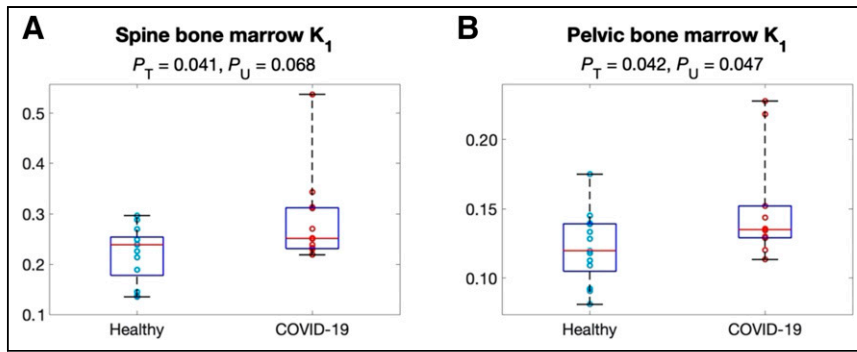 A
Spine bone marrow K1
PT = 0.041, PU = 0.068
0.5
0.4
0.3
0.2
0.1
Healthy
COVID-19
B
Pelvic bone marrow K1
PT = 0.042, PU = 0.047
0.20
0.15
0.10
Healthy
COVID-19